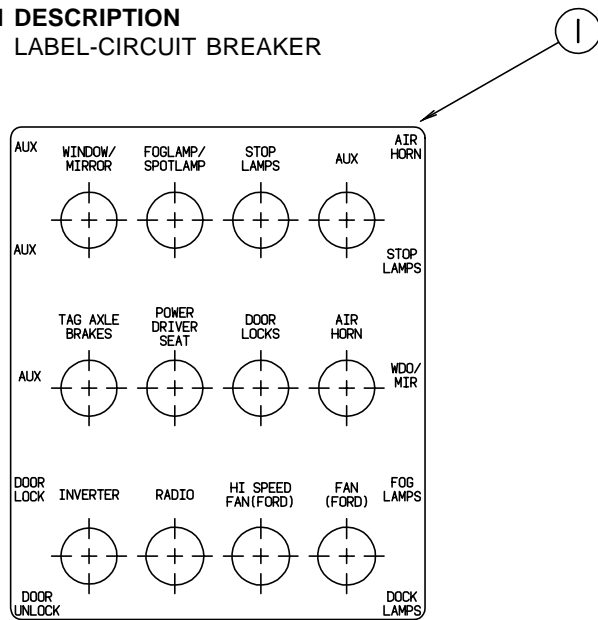 DESCRIPTION
LABEL-CIRCUIT BREAKER
1
AUX
WINDOW/
MIRROR
FOGLAMP/
SPOTLAMP
STOP
LAMPS
AUX
AIR
HORN
AUX
STOP
LAMPS
TAG AXLE
BRAKES
POWER
DRIVER
SEAT
DOOR
LOCKS
AIR
HORN
AUX
WDO/
MIR
DOOR
LOCK
INVERTER
RADIO
HI SPEED
FAN(FORD)
FAN
(FORD)
FOG
LAMPS
DOOR
UNLOCK
DOCK
LAMPS